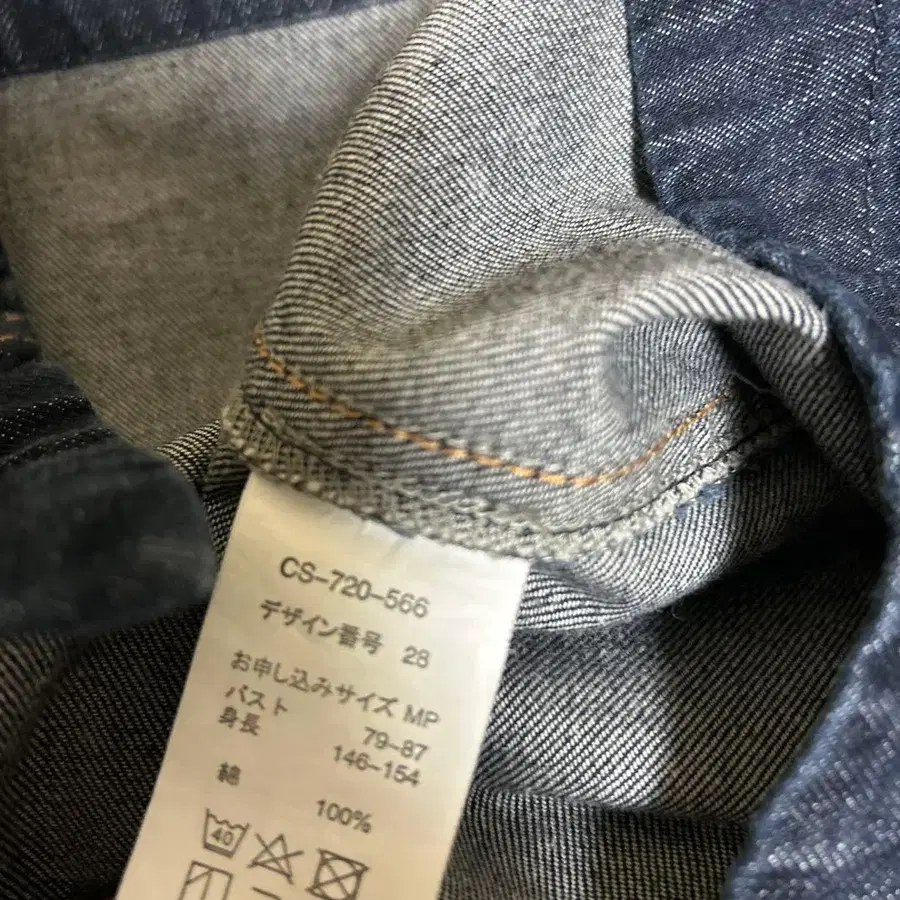 CS-720-566
デザイン番号 28
お申し込みサイズ MP
バスト 79-87
身長 146-154
綿 100%
40